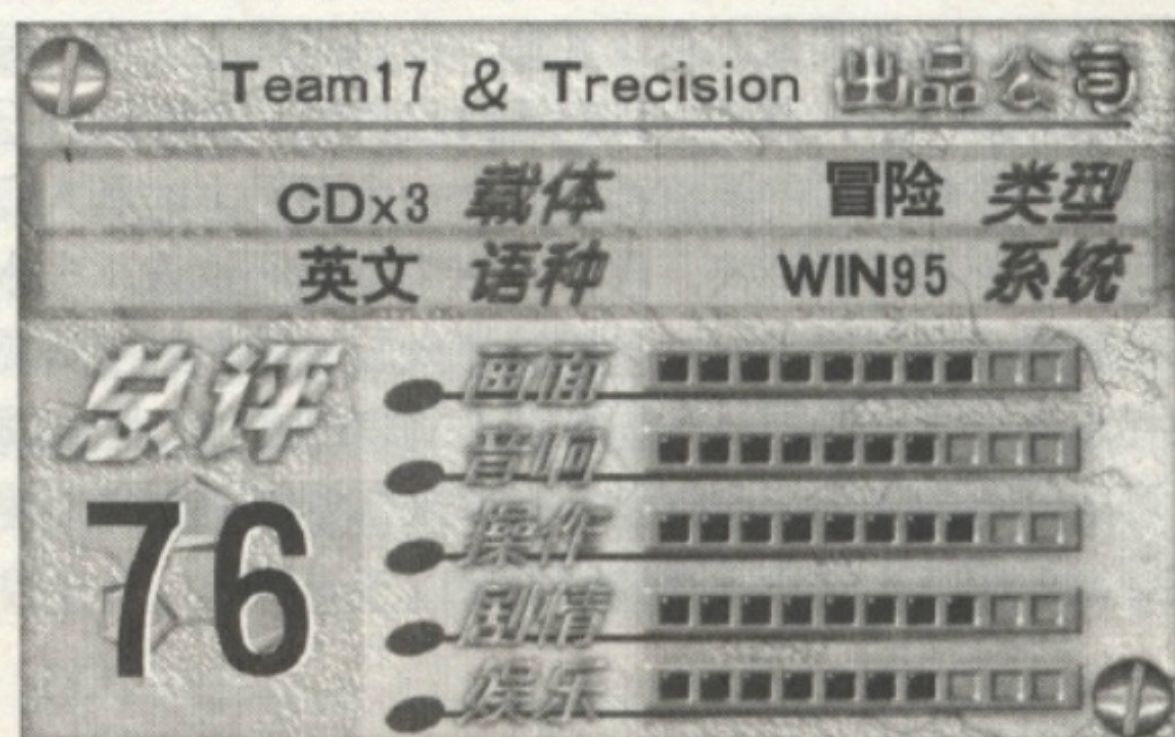 Team17 & Trecision 出品公司
CDx3 载体 冒险 类型
英文 语种 WIN95 系统
总评
76
画面
音响
操作
剧情
娱乐